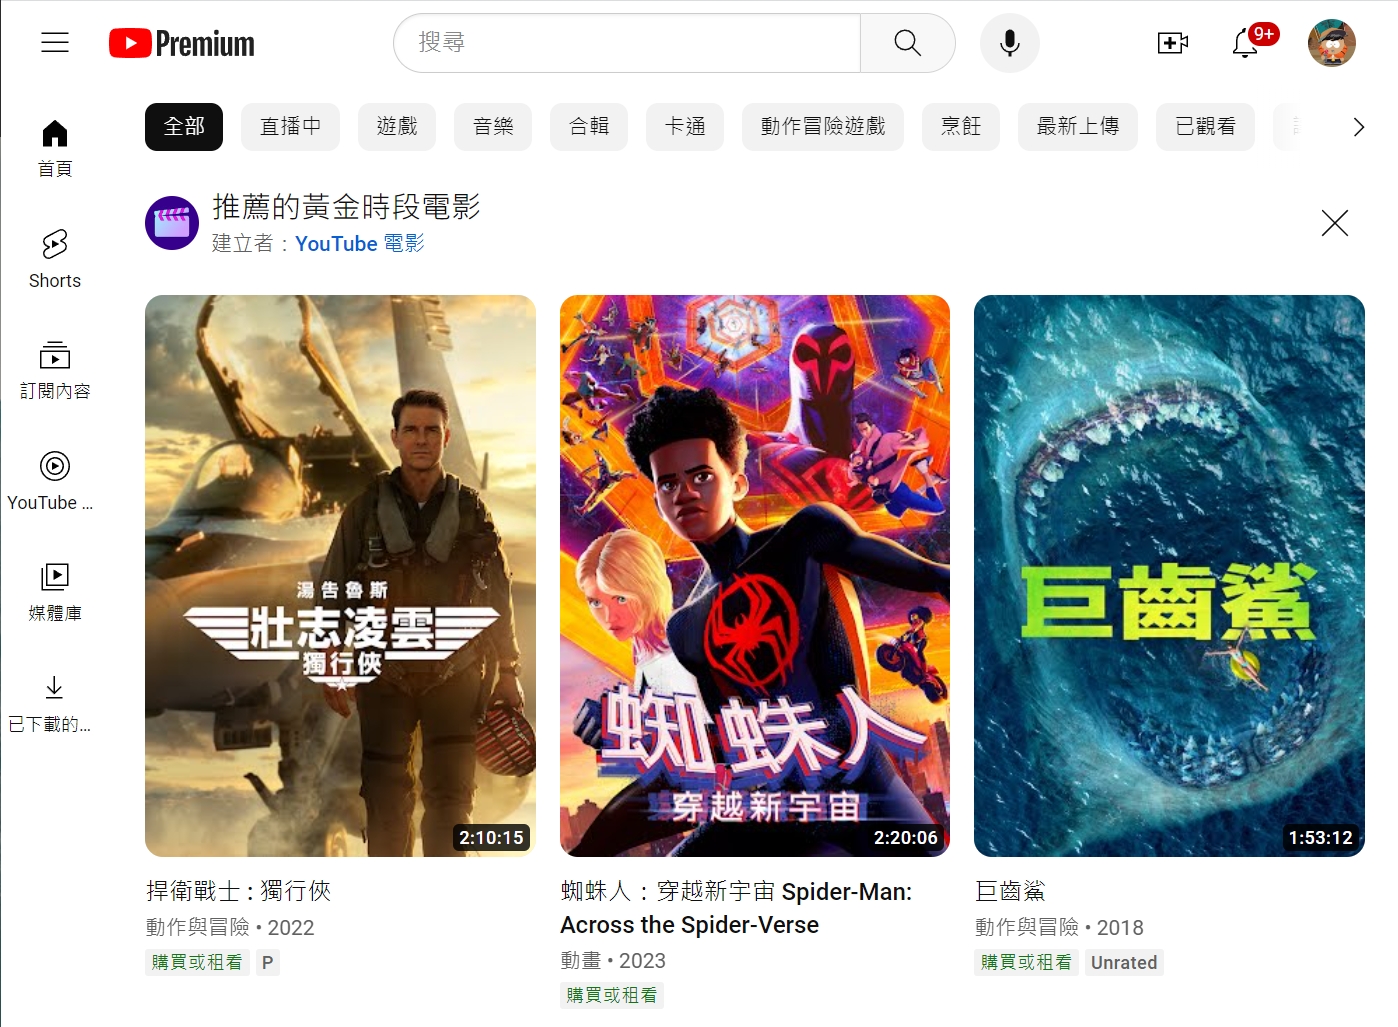 Premium
搜尋
9+
全部
直播中
遊戲
音樂
合輯
卡通
動作冒險遊戲
烹飪
最新上傳
已觀看
首頁
Shorts
訂閱內容
YouTube ...
媒體庫
已下載的...
推薦的黃金時段電影
建立者：YouTube 電影
湯告魯斯
壯志凌雲
獨行俠
2:10:15
捍衛戰士 : 獨行俠
動作與冒險 • 2022
購買或租看 P
蜘蛛人
穿越新宇宙
2:20:06
蜘蛛人：穿越新宇宙 Spider-Man:
Across the Spider-Verse
動畫 • 2023
購買或租看
巨齒鯊
1:53:12
巨齒鯊
動作與冒險 • 2018
購買或租看 Unrated